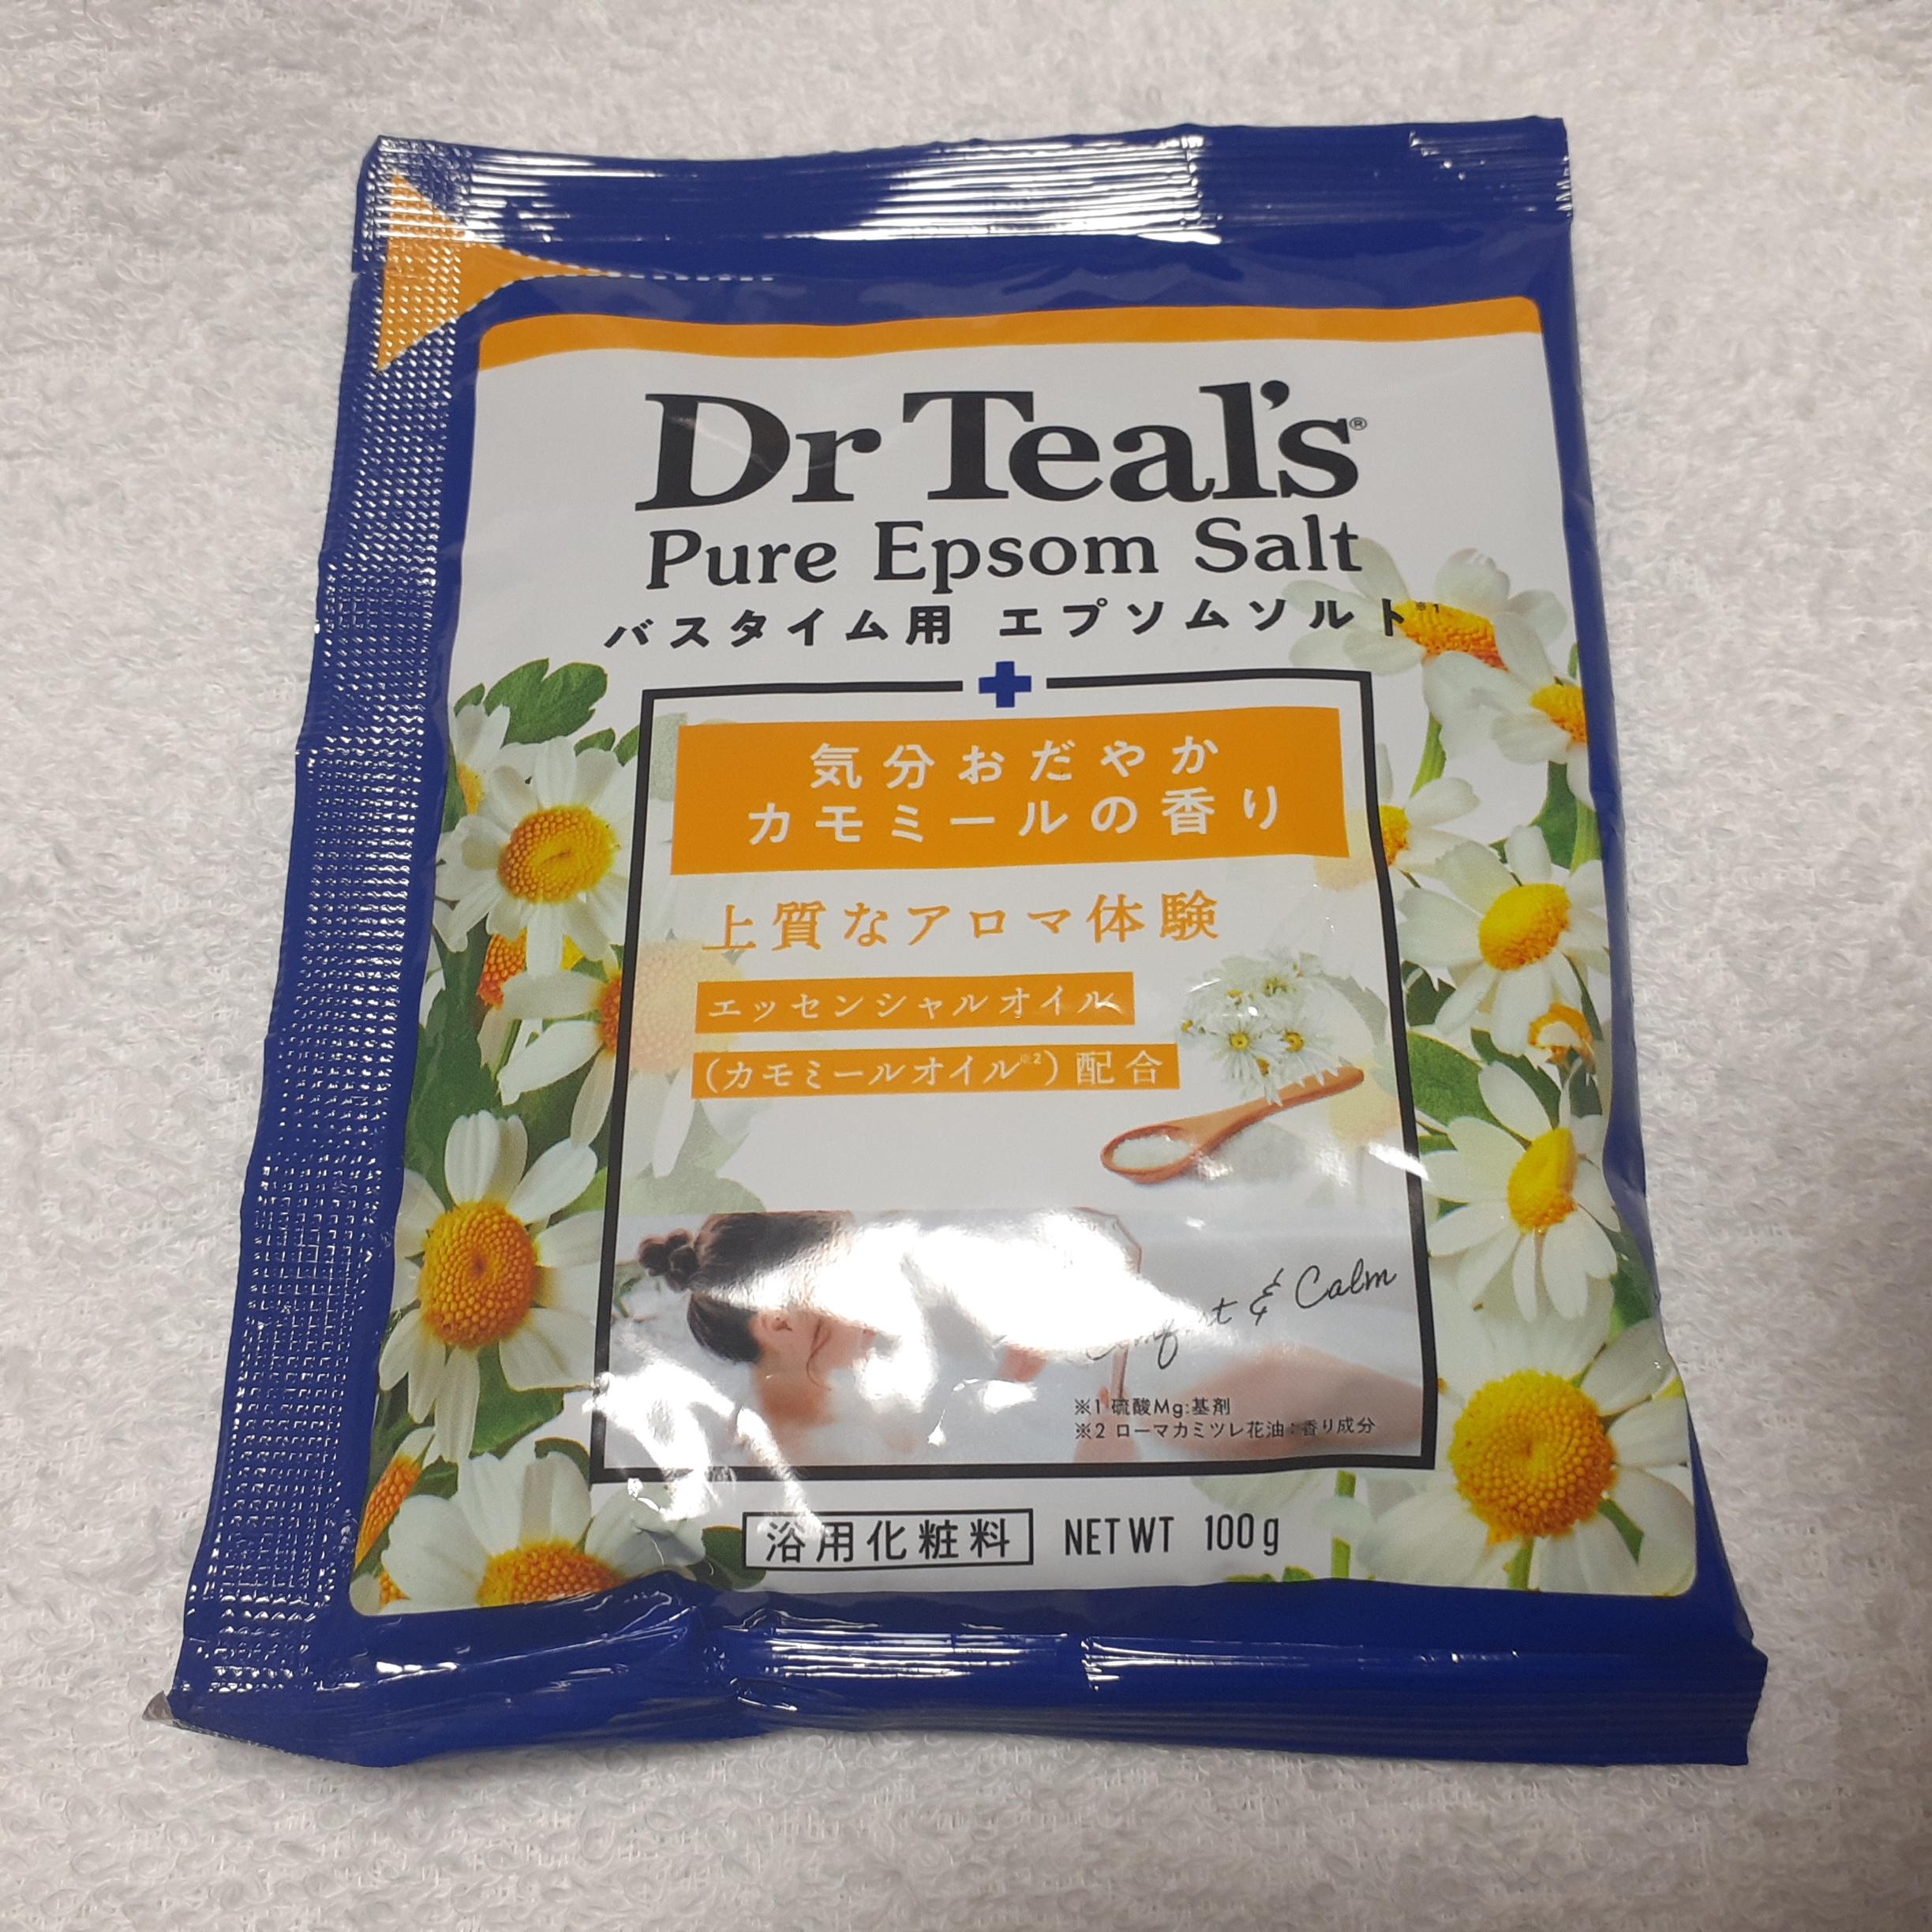 Dr Teal's®
Pure Epsom Salt
バスタイム用 エプソムソルト※1
気分おだやか
カモミールの香り
上質なアロマ体験
エッセンシャルオイル
(カモミールオイル※2)配合
& Calm
※1 硫酸Mg:基剤
※2 ローマカミツレ花油:香り成分
浴用化粧料 NET WT 100g